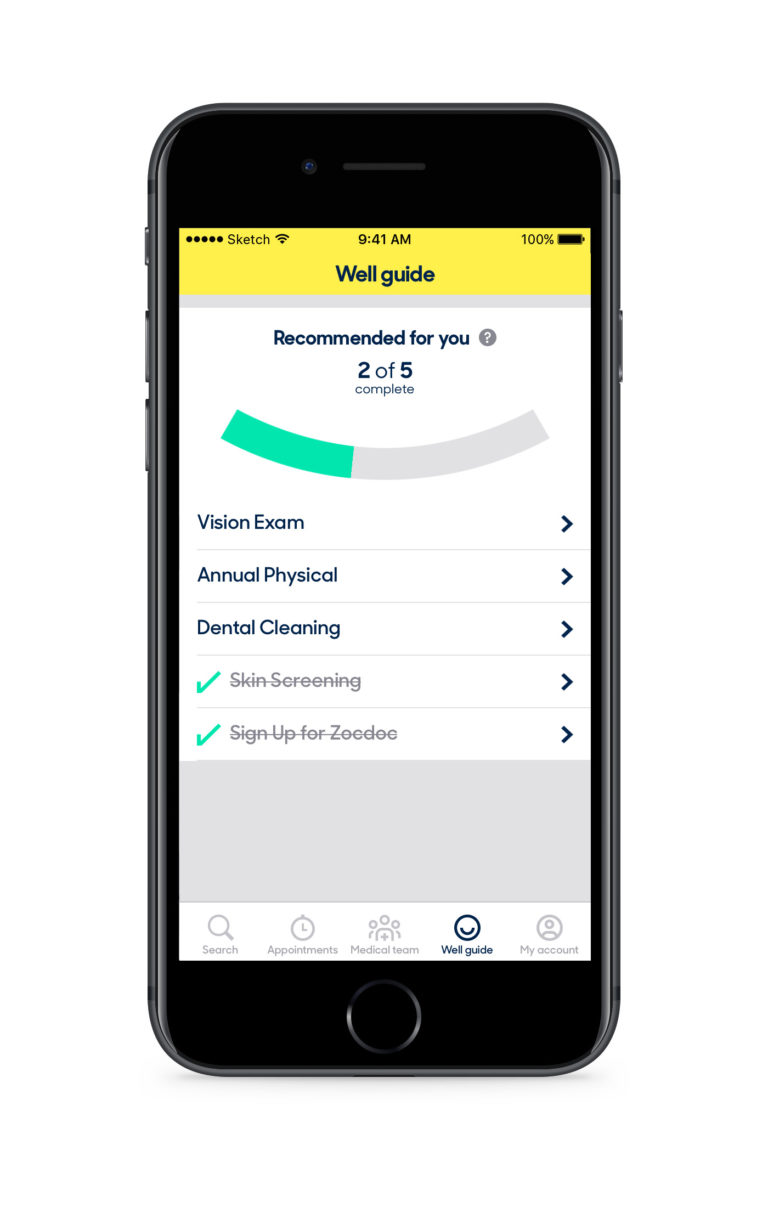 Sketch 9:41 AM 100%
Well guide
Recommended for you ?
2 of 5
complete
Vision Exam
Annual Physical
Dental Cleaning
Skin Screening
Sign Up for Zocdoc
Search Appointments Medical team Well guide My account